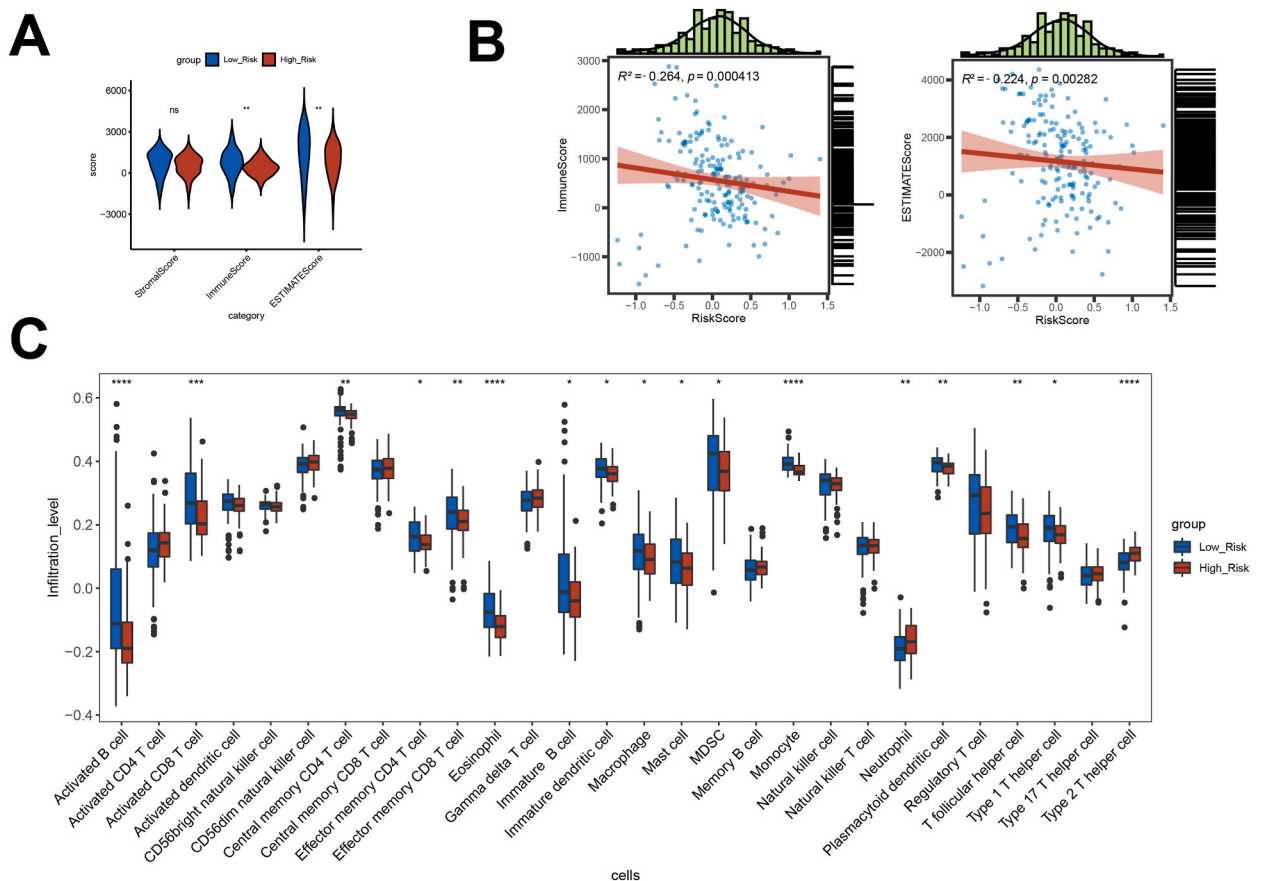 A
group Low_Risk High_Risk
6000
3000
0
−3000
score
ns
**
**
StromalScore
ImmuneScore
ESTIMATEScore
category
B
R² = - 0.264, p = 0.000413
3000
2000
1000
0
−1000
ImmuneScore
−1.0 −0.5 0.0 0.5 1.0 1.5
RiskScore
R² = - 0.224, p = 0.00282
4000
2000
0
−2000
ESTIMATEScore
−1.0 −0.5 0.0 0.5 1.0 1.5
RiskScore
C
**** *** ** * ** **** * * * * * **** ** ** ** * ****
0.6
0.4
0.2
0.0
−0.2
−0.4
Infiltration_level
Activated B cell
Activated CD4 T cell
Activated CD8 T cell
Activated dendritic cell
CD56bright natural killer cell
CD56dim natural killer cell
Central memory CD4 T cell
Central memory CD8 T cell
Effector memory CD4 T cell
Effector memory CD8 T cell
Eosinophil
Gamma delta T cell
Immature B cell
Immature dendritic cell
Macrophage
Mast cell
MDSC
Memory B cell
Monocyte
Natural killer cell
Natural killer T cell
Neutrophil
Plasmacytoid dendritic cell
Regulatory T cell
T follicular helper cell
Type 1 T helper cell
Type 17 T helper cell
Type 2 T helper cell
cells
group
Low_Risk
High_Risk